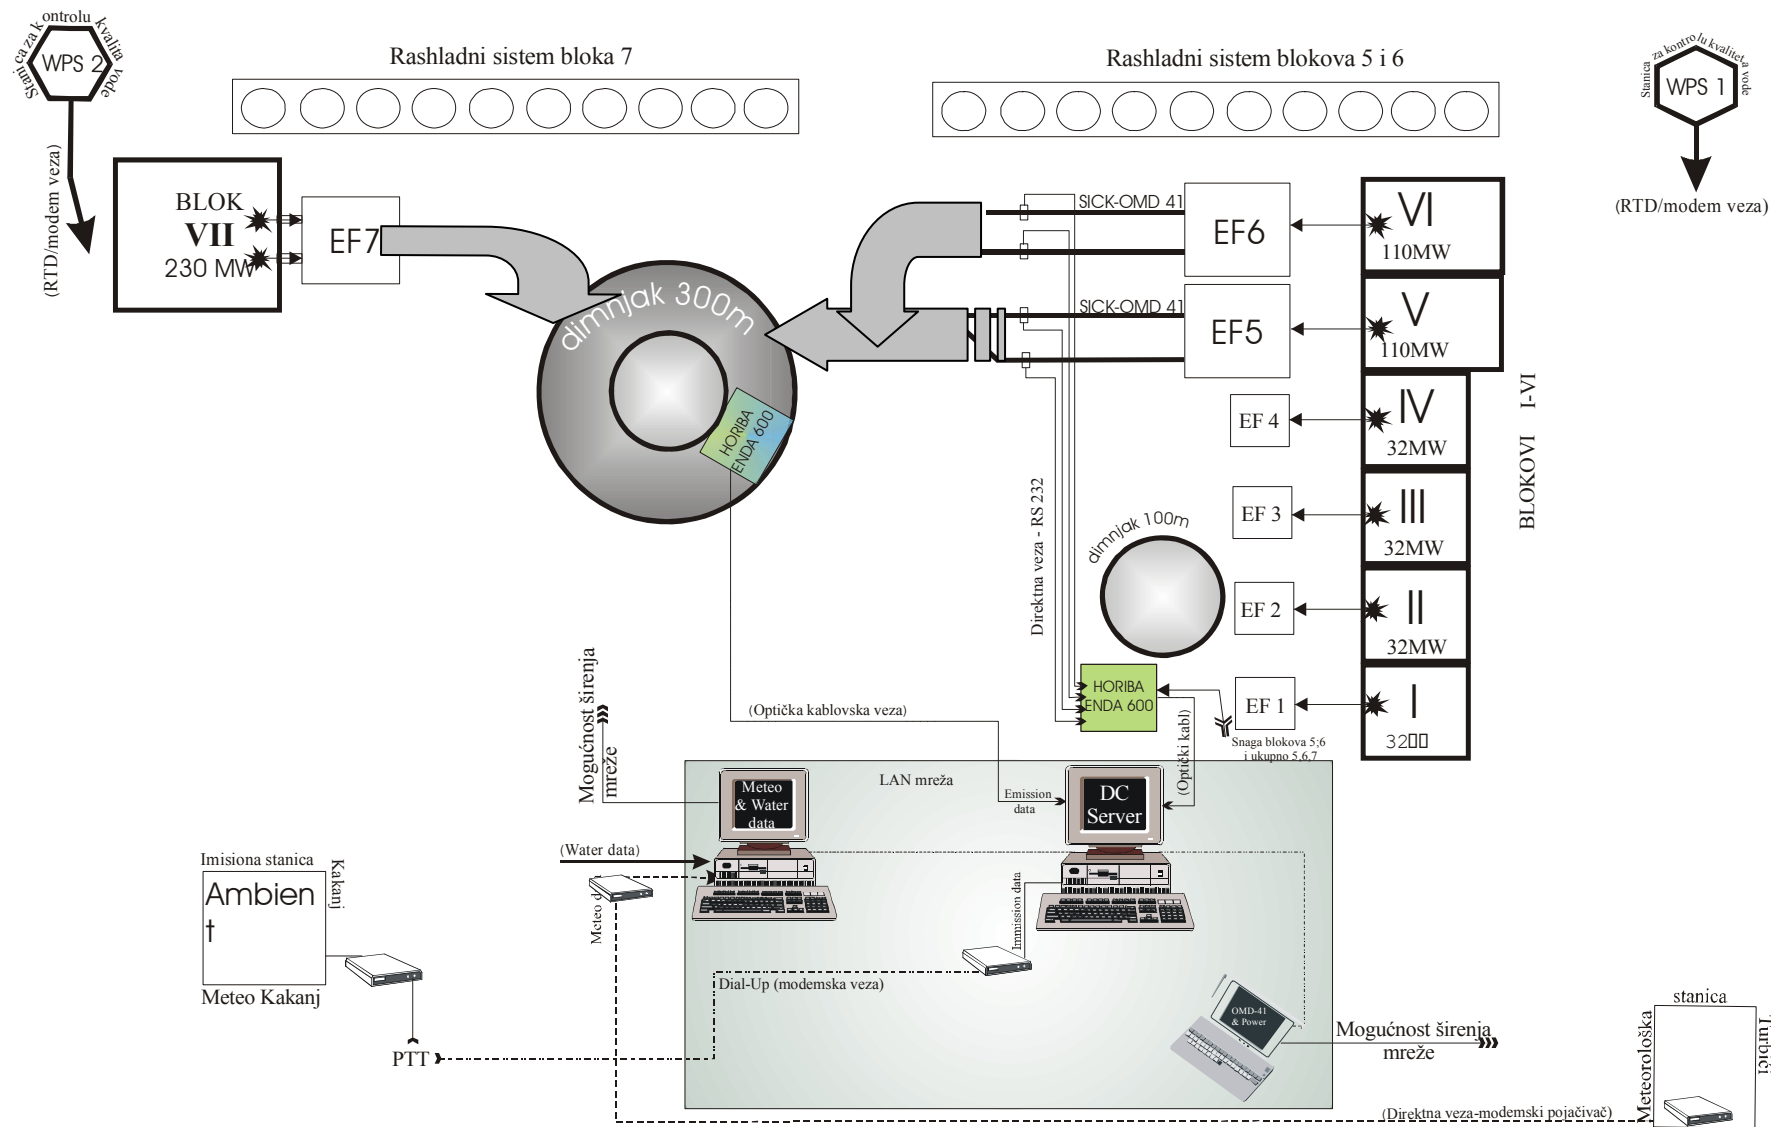 Stanica za kontrolu kvalita vode
WPS 2
(RTD/modem veza)
Rashladni sistem bloka 7
Rashladni sistem blokova 5 i 6
Stanica za kontrolu kvaliteta vode
WPS 1
(RTD/modem veza)
BLOK
VII
230 MW
EF7
dimnjak 300m
HORIBA
ENDA 600
SICK-OMD 41
EF6
VI
110MW
SICK-OMD 41
EF5
V
110MW
EF 4
IV
32MW
EF 3
III
32MW
EF 2
II
32MW
EF 1
I
32
BLOKOVI I-VI
Direktna veza - RS 232
dimnjak 100m
HORIBA
ENDA 600
Snaga blokova 5;6
i ukupno 5,6,7
(Optički kabl)
(Optička kablovska veza)
Mogućnost širenja
mreže
LAN mreža
Meteo
& Water
data
Emission
data
DC
Server
(Water data)
Meteo d
Immission data
Imisiona stanica
Kakanj
Ambien
t
Meteo Kakanj
PTT
Dial-Up (modemska veza)
OMD-41
& Power
Mogućnost širenja
mreže
stanica
Meteorološka
Turbići
(Direktna veza-modemski pojačivač)